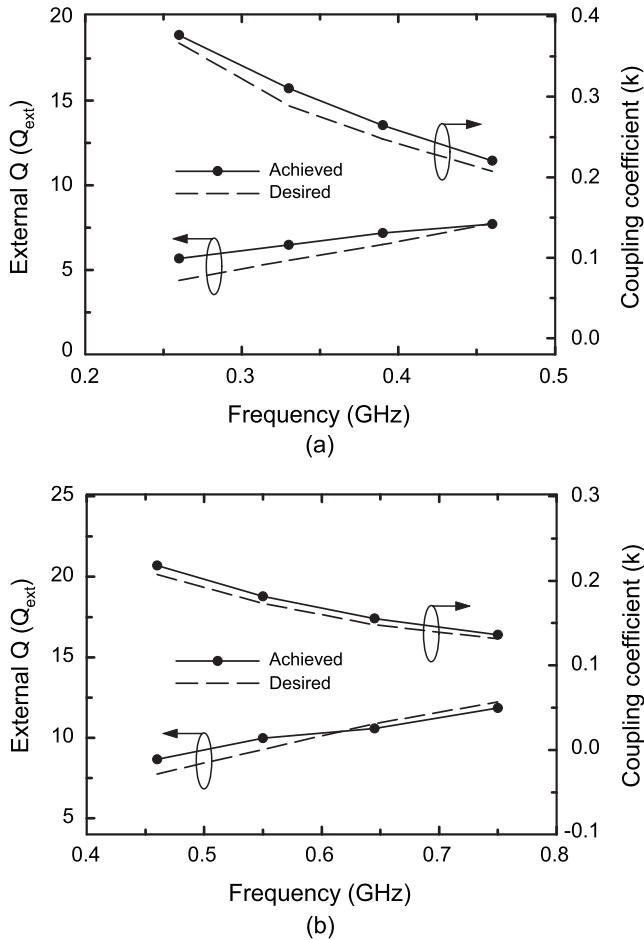 20
15
10
5
0
External Q (Qext)
0.4
0.3
0.2
0.1
0.0
Coupling coefficient (k)
Achieved
Desired
0.2 0.3 0.4 0.5
Frequency (GHz)
(a)
25
20
15
10
5
External Q (Qext)
0.3
0.2
0.1
0.0
-0.1
Coupling coefficient (k)
Achieved
Desired
0.4 0.5 0.6 0.7 0.8
Frequency (GHz)
(b)